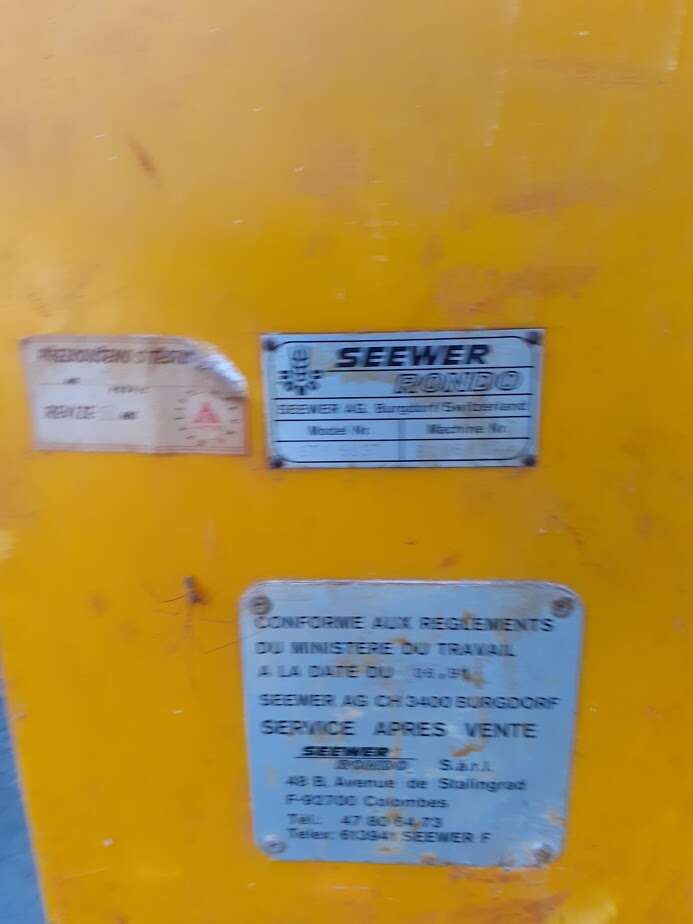 SEEWER
RONDO
SEEWER AG. Burgdorf/Switzerland
Model Nr.
Machine Nr.
CONFORME AUX REGLEMENTS
DU MINISTERE DU TRAVAIL
A LA DATE DU
SEEWER AG CH 3400 BURGDORF
SERVICE APRES VENTE
SEEWER
RONDO S.a.r.l.
48 B, Avenue de Stalingrad
F-92700 Colombes
Tel.: 47 80 64 73
Telex: 613941 SEEWER F